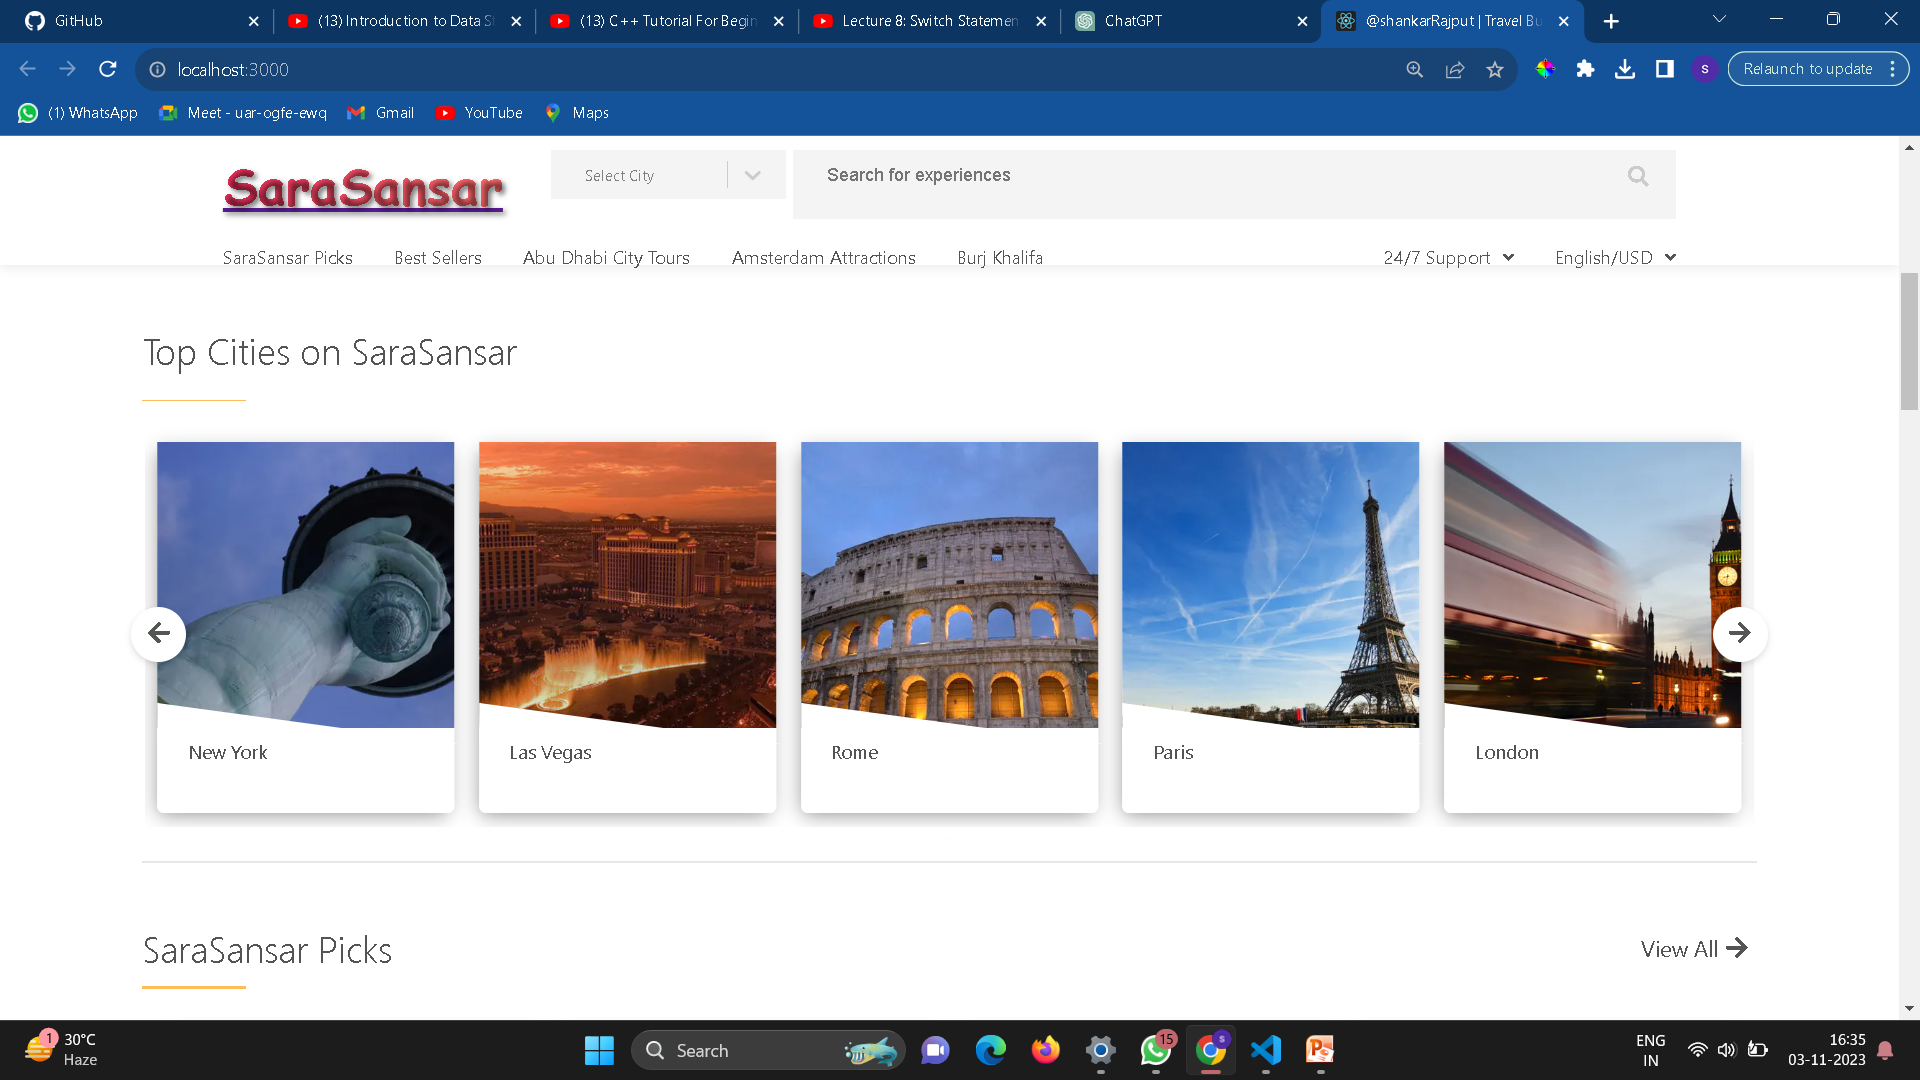 GitHub
(13) Introduction to Data St
(13) C++ Tutorial For Begin
Lecture 8: Switch Statemen
ChatGPT
@shankarRajput | Travel Bu
localhost:3000
S
Relaunch to update
(1) WhatsApp
Meet - uar-ogfe-ewq
Gmail
YouTube
Maps
SaraSansar
Select City
Search for experiences
SaraSansar Picks
Best Sellers
Abu Dhabi City Tours
Amsterdam Attractions
Burj Khalifa
24/7 Support
English/USD
Top Cities on SaraSansar
New York
Las Vegas
Rome
Paris
London
SaraSansar Picks
View All
1
30°C
Haze
Search
15
S
ENG
IN
16:35
03-11-2023